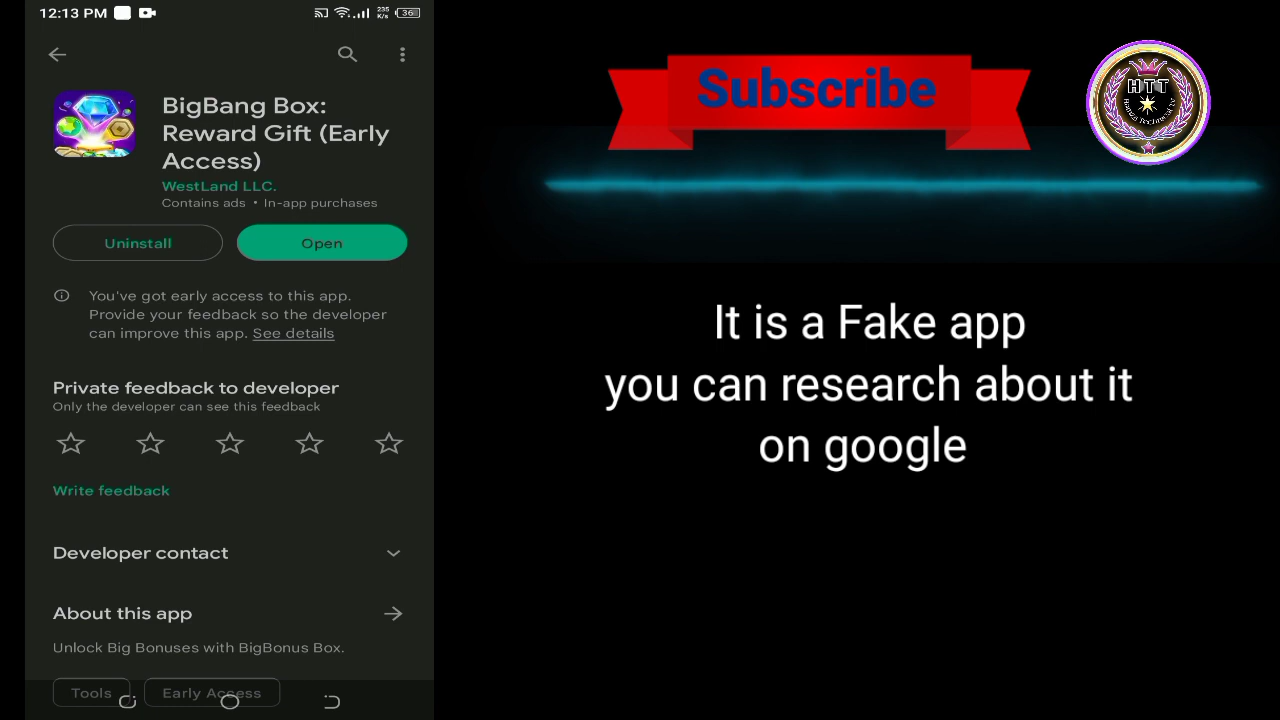 12:13 PM
235
K/s
36
BigBang Box:
Reward Gift (Early
Access)
WestLand LLC.
Contains ads • In-app purchases
Uninstall
Open
You've got early access to this app.
Provide your feedback so the developer
can improve this app. See details
Private feedback to developer
Only the developer can see this feedback
Write feedback
Developer contact
About this app
Unlock Big Bonuses with BigBonus Box.
Tools
Early Access
Subscribe
HTT
It is a Fake app
you can research about it
on google